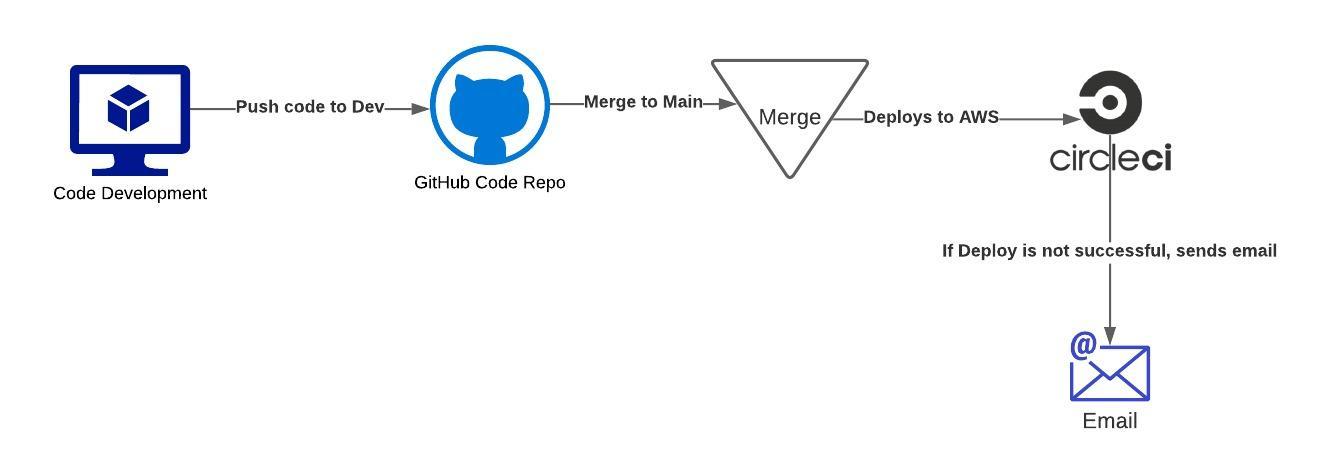 Push code to Dev
Merge to Main
Merge
Deploys to AWS
circleci
Code Development
GitHub Code Repo
If Deploy is not successful, sends email
@
Email